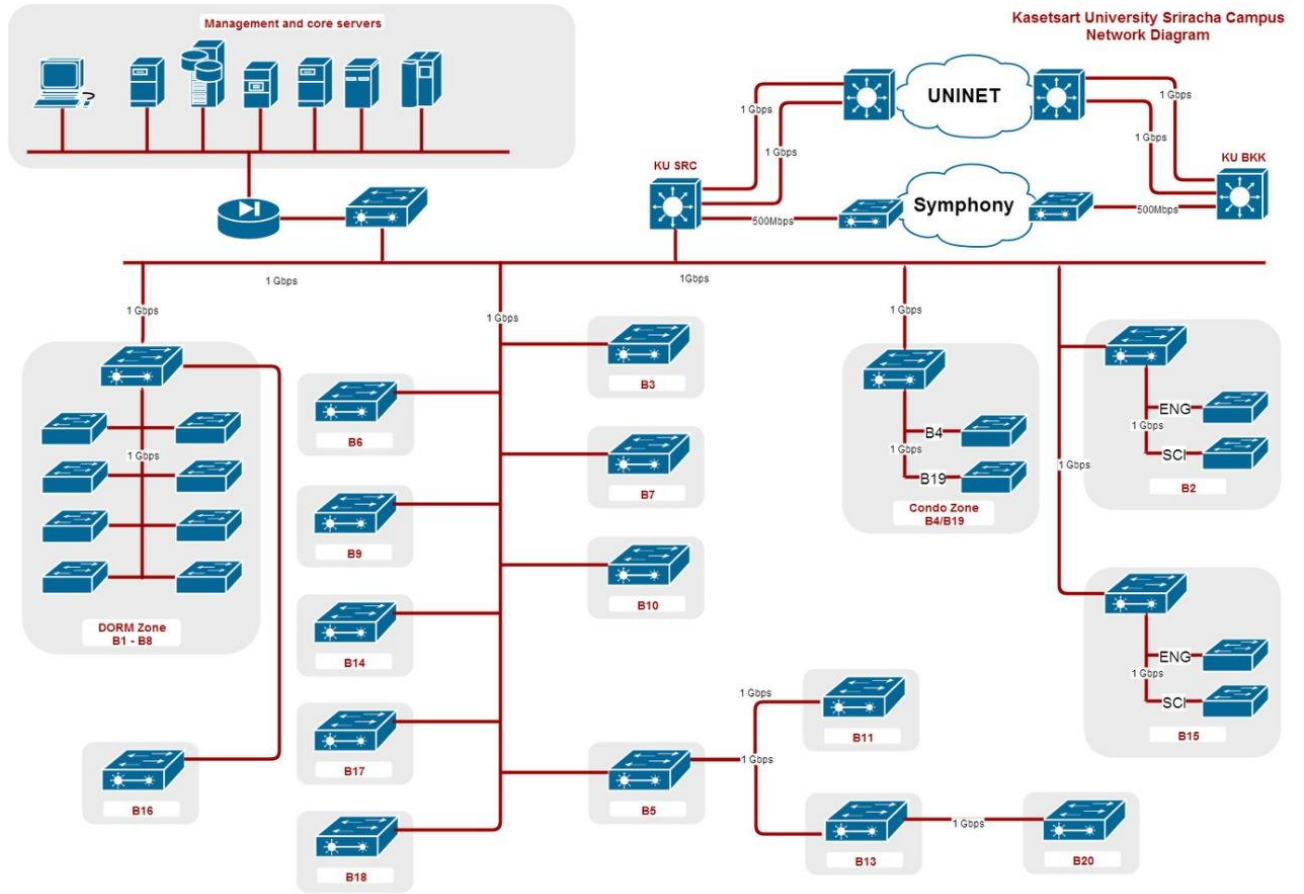 Management and core servers
Kasetsart University Sriracha Campus
Network Diagram
1 Gbps
1 Gbps
UNINET
1 Gbps
1 Gbps
KU SRC
KU BKK
500Mbps
Symphony
500Mbps
1 Gbps
1Gbps
1 Gbps
1 Gbps
1 Gbps
B3
B6
B7
B9
B10
B14
B17
B18
1 Gbps
DORM Zone
B1 - B8
B16
B4
1 Gbps
B19
Condo Zone
B4/B19
1 Gbps
ENG
1 Gbps
SCI
B2
ENG
1 Gbps
SCI
B15
B5
1 Gbps
B11
1 Gbps
B13
1 Gbps
B20